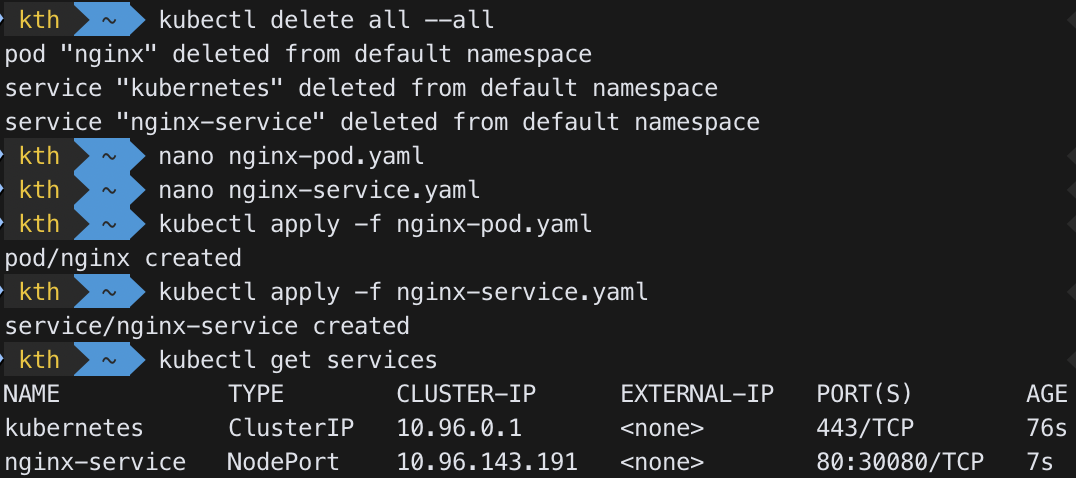 kth ~ kubectl delete all --all
pod "nginx" deleted from default namespace
service "kubernetes" deleted from default namespace
service "nginx-service" deleted from default namespace
kth ~ nano nginx-pod.yaml
kth ~ nano nginx-service.yaml
kth ~ kubectl apply -f nginx-pod.yaml
pod/nginx created
kth ~ kubectl apply -f nginx-service.yaml
service/nginx-service created
kth ~ kubectl get services
NAME TYPE CLUSTER-IP EXTERNAL-IP PORT(S) AGE
kubernetes ClusterIP 10.96.0.1 <none> 443/TCP 76s
nginx-service NodePort 10.96.143.191 <none> 80:30080/TCP 7s